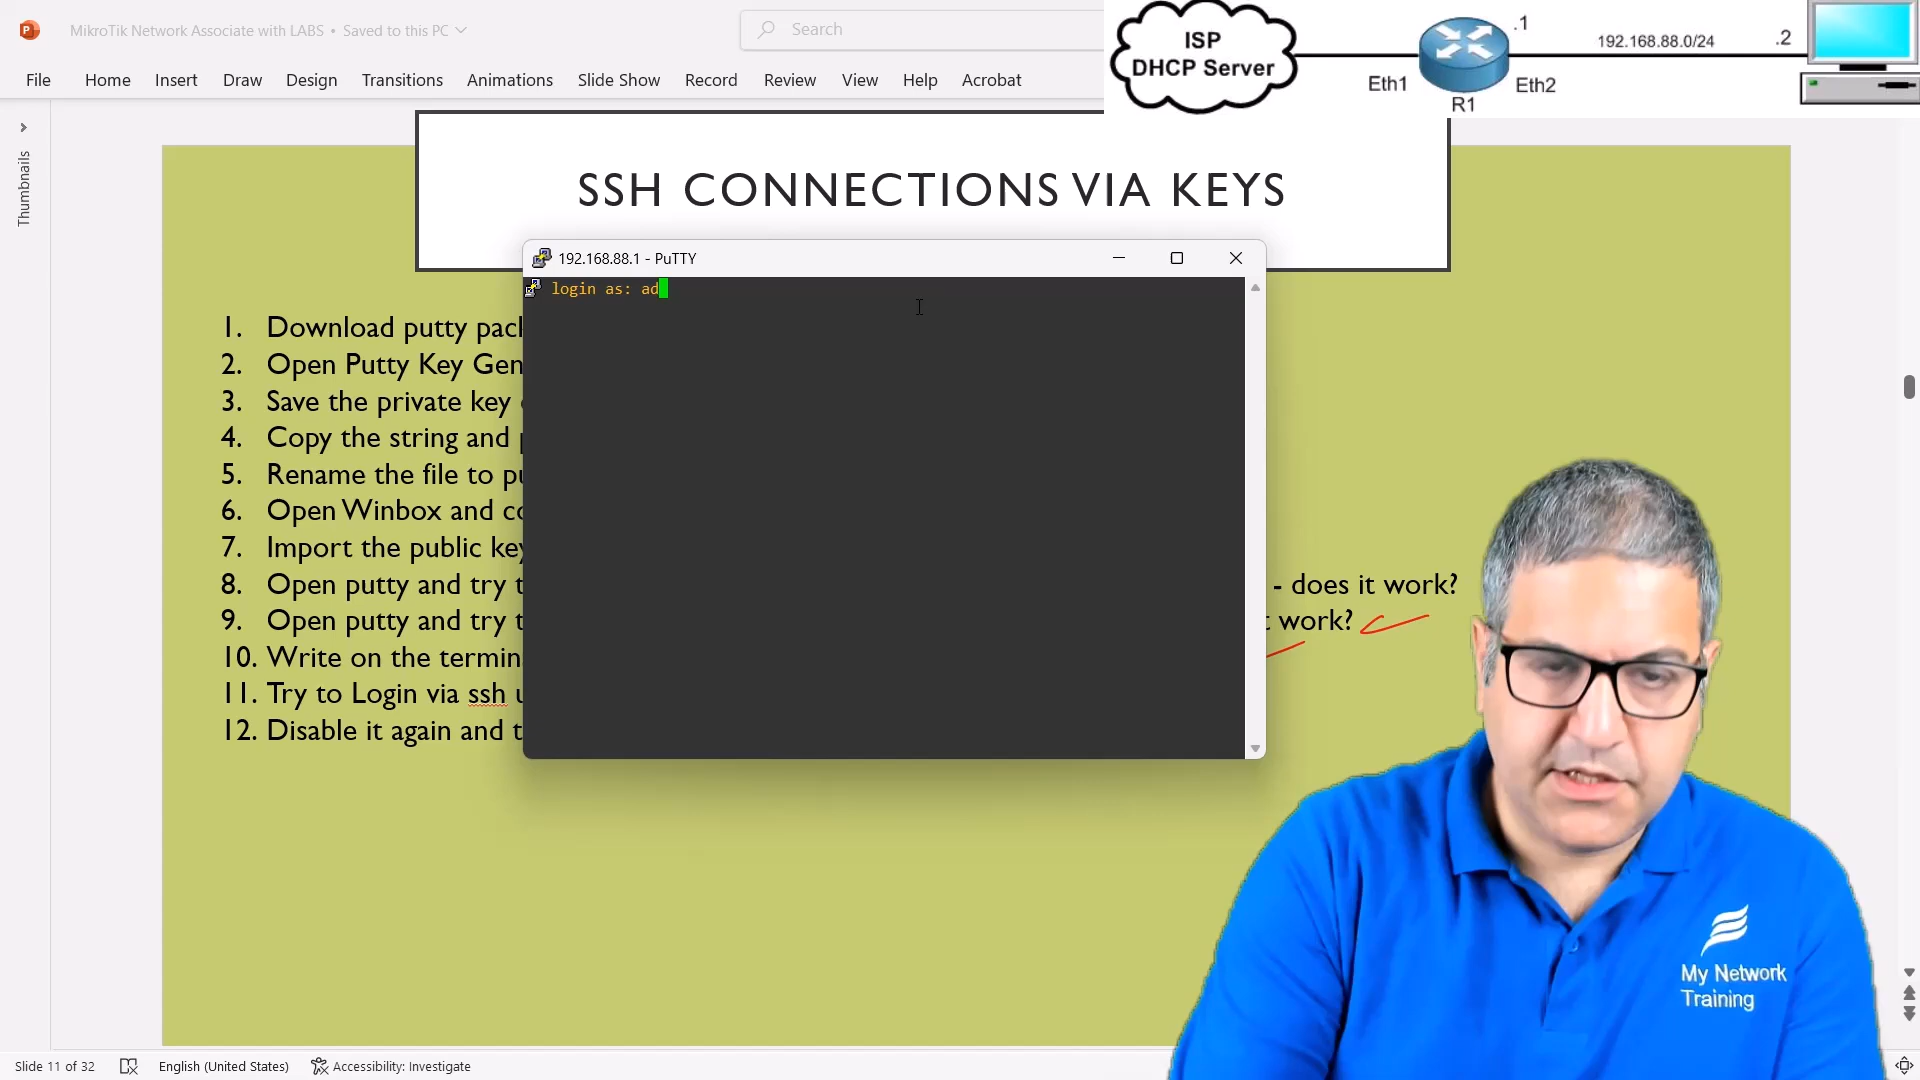 MikroTik Network Associate with LABS • Saved to this PC
Search
File Home Insert Draw Design Transitions Animations Slide Show Record Review View Help Acrobat
ISP
DHCP Server
Eth1
R1
.1
Eth2
192.168.88.0/24
.2
Thumbnails
SSH CONNECTIONS VIA KEYS
192.168.88.1 - PuTTY
login as: ad
1. Download putty
2. Open Putty Key
3. Save the private key
4. Copy the string and
5. Rename the file to
6. Open Winbox and
7. Import the public
8. Open putty and try - does it work?
9. Open putty and try work?
10. Write on the
11. Try to Login via ssh
12. Disable it again and
My Network
Training
Slide 11 of 32 English (United States) Accessibility: Investigate